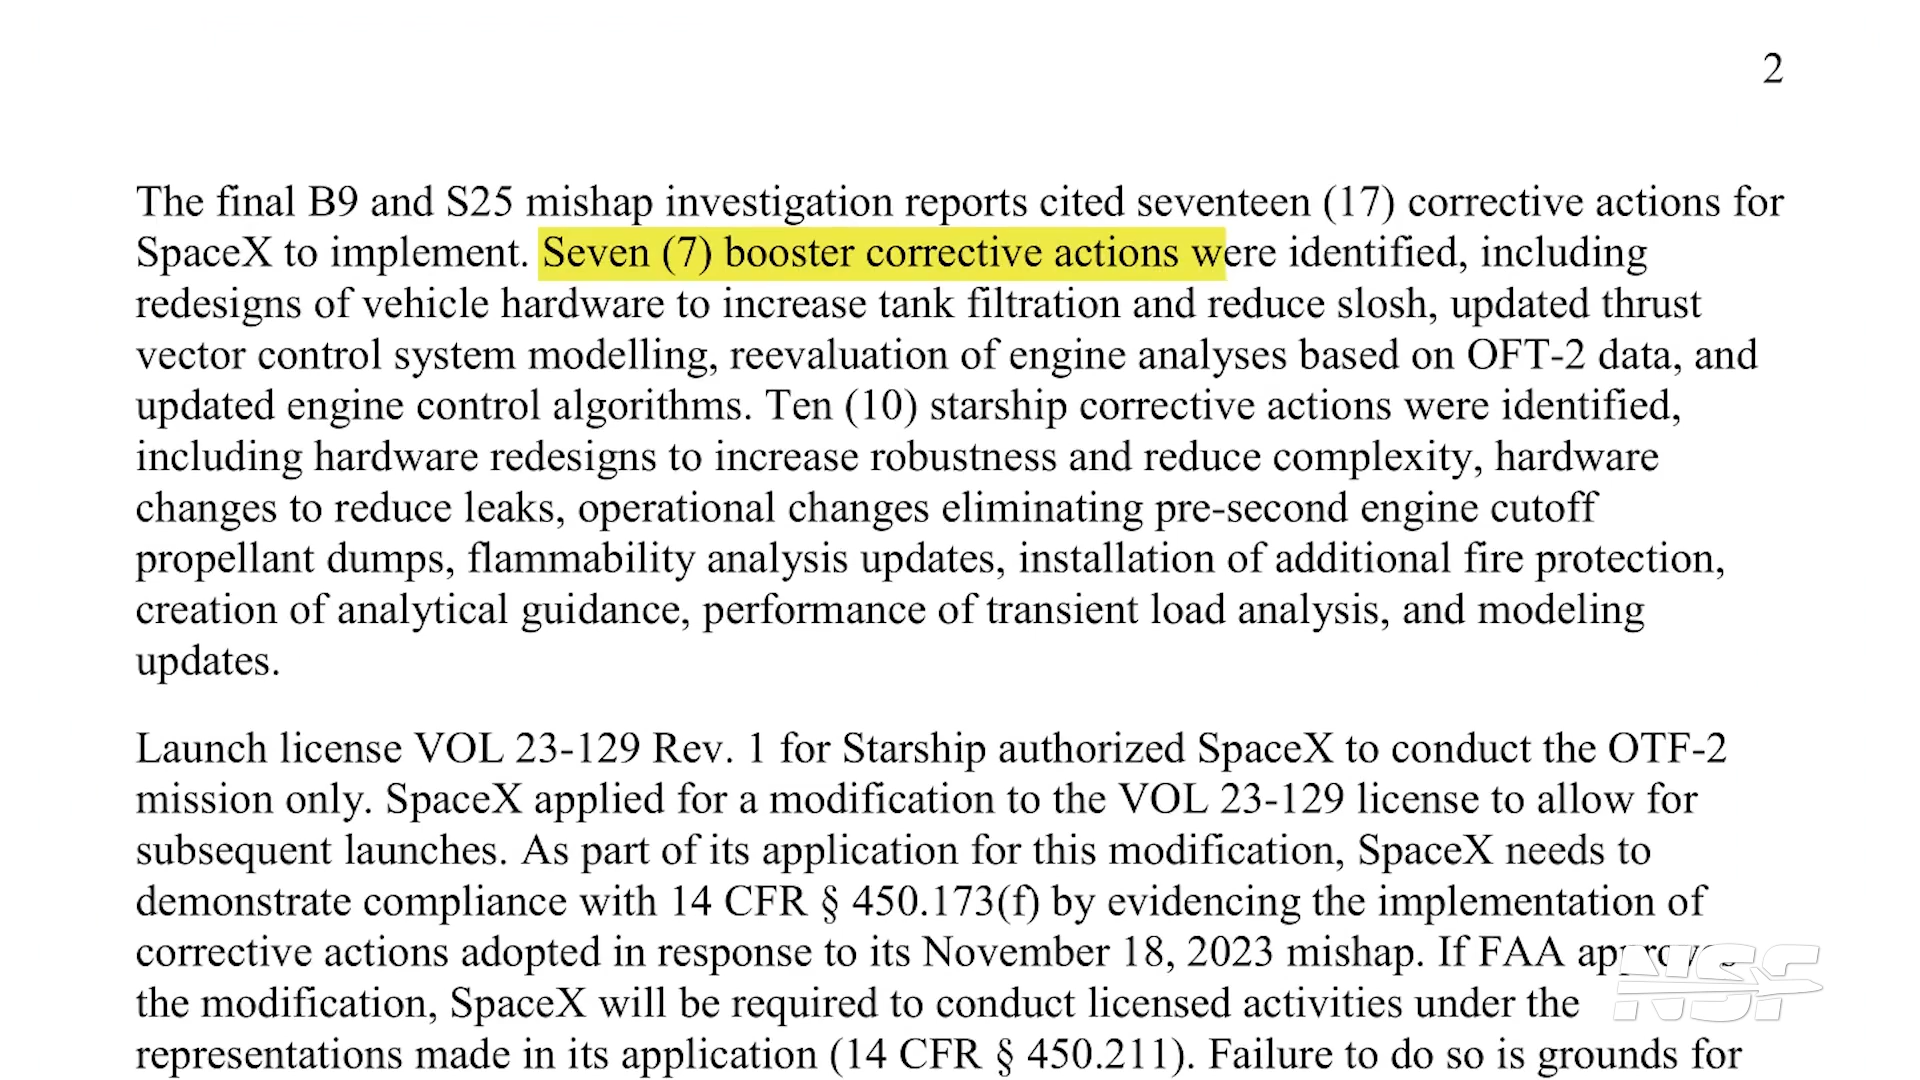 2
The final B9 and S25 mishap investigation reports cited seventeen (17) corrective actions for
SpaceX to implement. Seven (7) booster corrective actions were identified, including
redesigns of vehicle hardware to increase tank filtration and reduce slosh, updated thrust
vector control system modelling, reevaluation of engine analyses based on OFT-2 data, and
updated engine control algorithms. Ten (10) starship corrective actions were identified,
including hardware redesigns to increase robustness and reduce complexity, hardware
changes to reduce leaks, operational changes eliminating pre-second engine cutoff
propellant dumps, flammability analysis updates, installation of additional fire protection,
creation of analytical guidance, performance of transient load analysis, and modeling
updates.
Launch license VOL 23-129 Rev. 1 for Starship authorized SpaceX to conduct the OTF-2
mission only. SpaceX applied for a modification to the VOL 23-129 license to allow for
subsequent launches. As part of its application for this modification, SpaceX needs to
demonstrate compliance with 14 CFR § 450.173(f) by evidencing the implementation of
corrective actions adopted in response to its November 18, 2023 mishap. If FAA approves
the modification, SpaceX will be required to conduct licensed activities under the
representations made in its application (14 CFR § 450.211). Failure to do so is grounds for
NSF